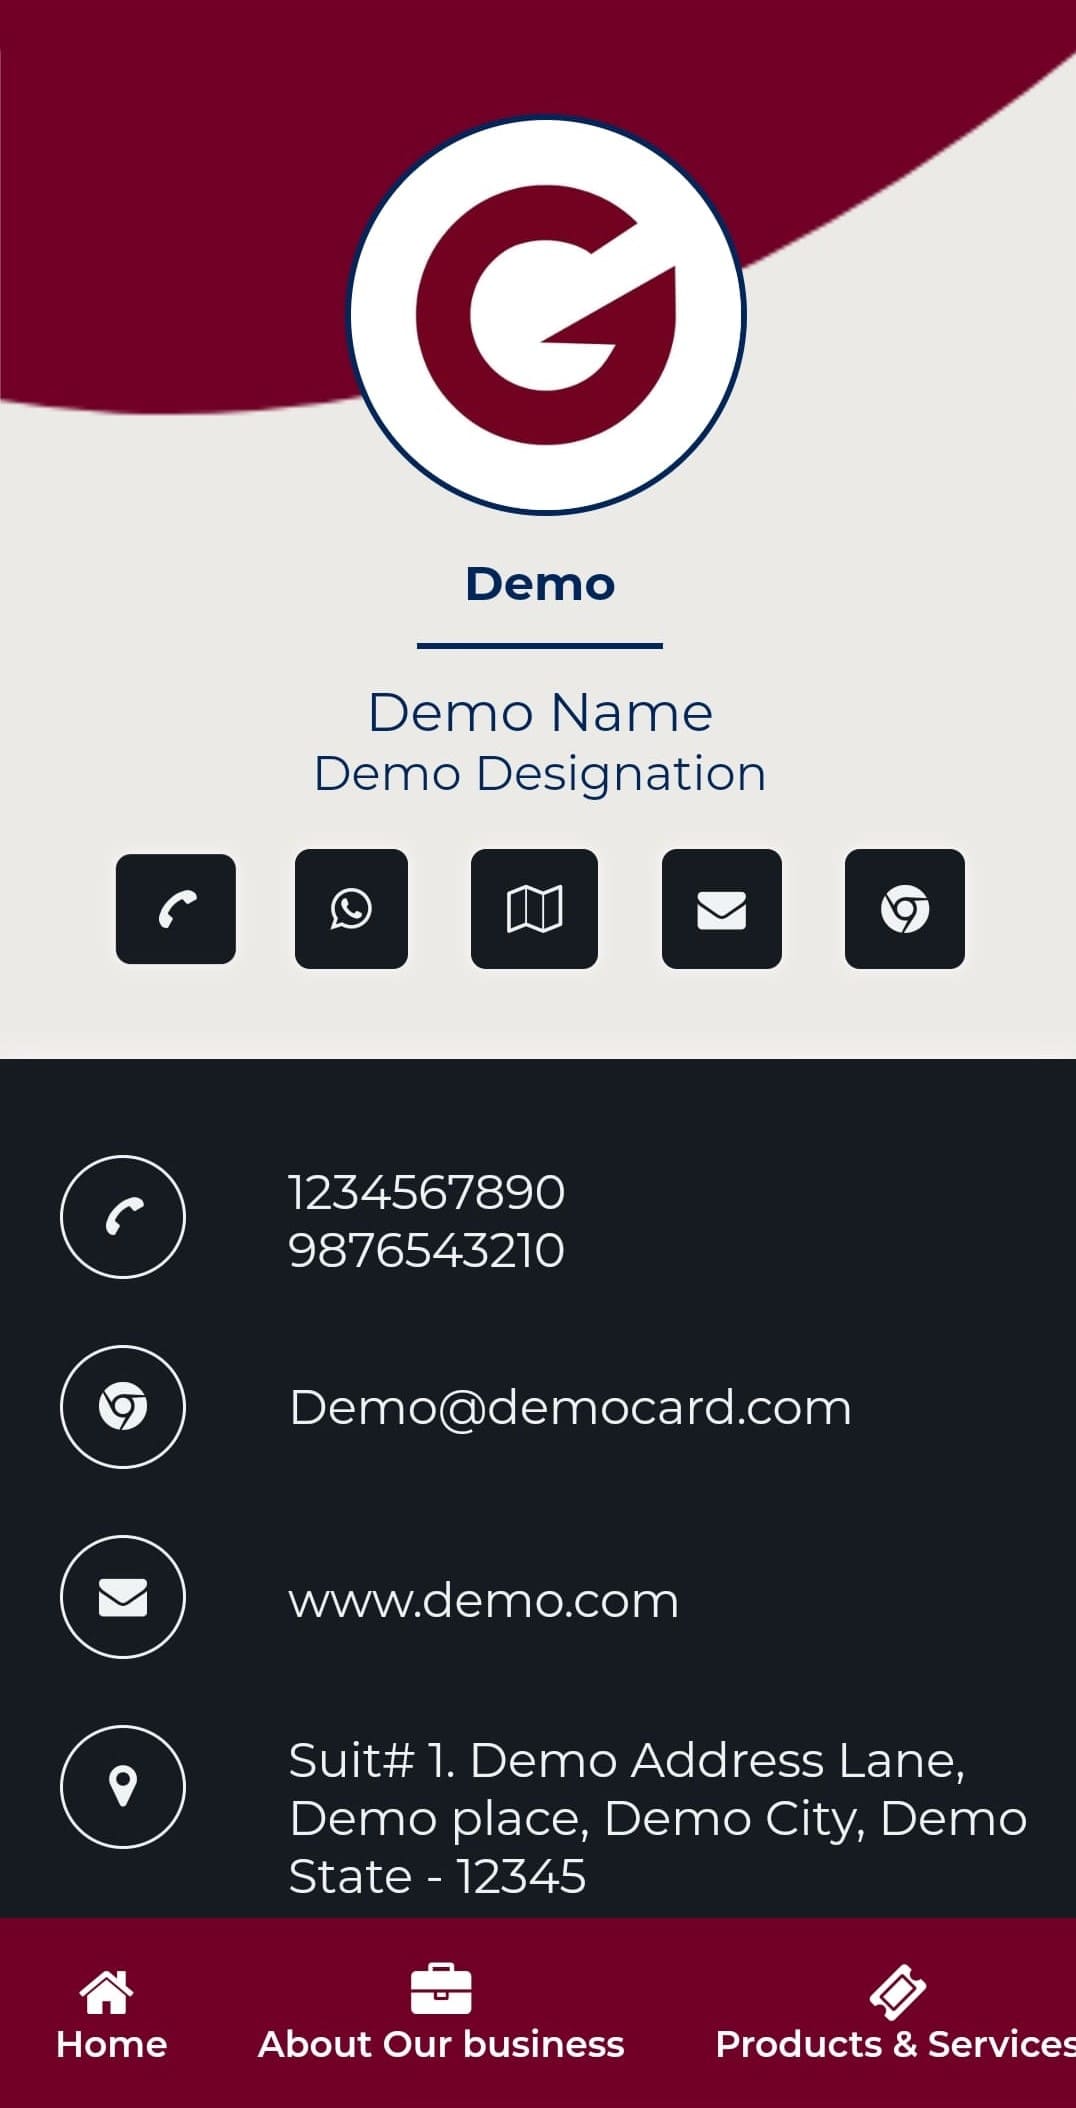 Demo
Demo Name
Demo Designation
1234567890
9876543210
Demo@democard.com
www.demo.com
Suit# 1. Demo Address Lane,
Demo place, Demo City, Demo
State - 12345
Home
About Our business
Products & Services